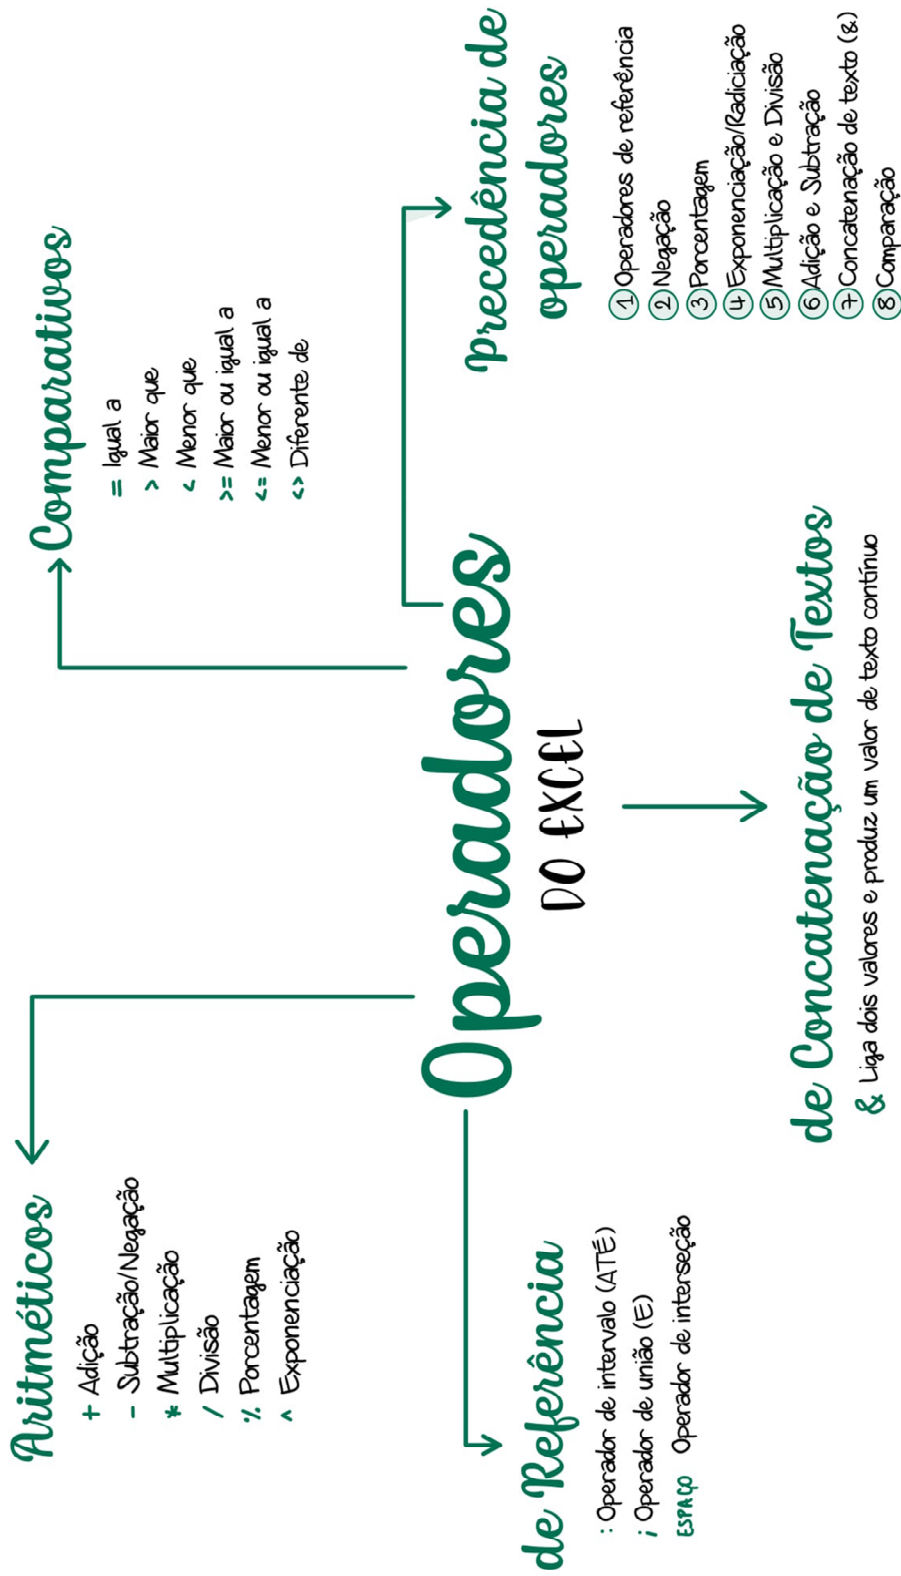 Aritméticos
+ Adição
- Subtração/Negação
* Multiplicação
/ Divisão
% Porcentagem
^ Exponenciação
Comparativos
= Igual a
> Maior que
< Menor que
>= Maior ou igual a
<= Menor ou igual a
<> Diferente de
Operadores
DO EXCEL
de Referência
: Operador de intervalo (ATÉ)
; Operador de união (E)
ESPAÇO Operador de interseção
Precedência de
operadores
1 Operadores de referência
2 Negação
3 Porcentagem
4 Exponenciação/Radiciação
5 Multiplicação e Divisão
6 Adição e Subtração
7 Concatenação de texto (&)
8 Comparação
de Concatenação de Textos
& Liga dois valores e produz um valor de texto contínuo